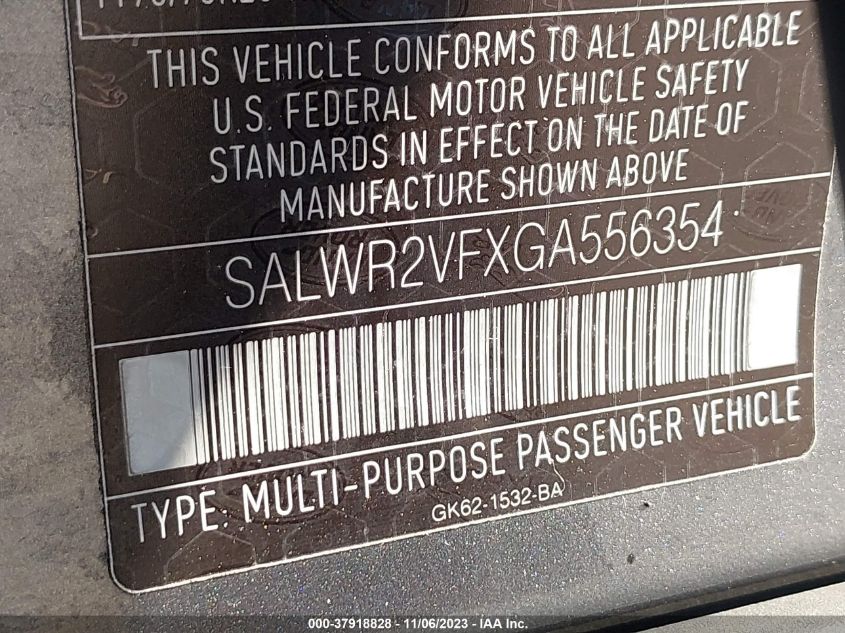 THIS VEHICLE CONFORMS TO ALL APPLICABLE
U.S. FEDERAL MOTOR VEHICLE SAFETY
STANDARDS IN EFFECT ON THE DATE OF
MANUFACTURE SHOWN ABOVE
SALWR2VFXGA556354
TYPE: MULTI-PURPOSE PASSENGER VEHICLE
GK62-1532-BA
000-37918828 - 11/06/2023 - IAA Inc.